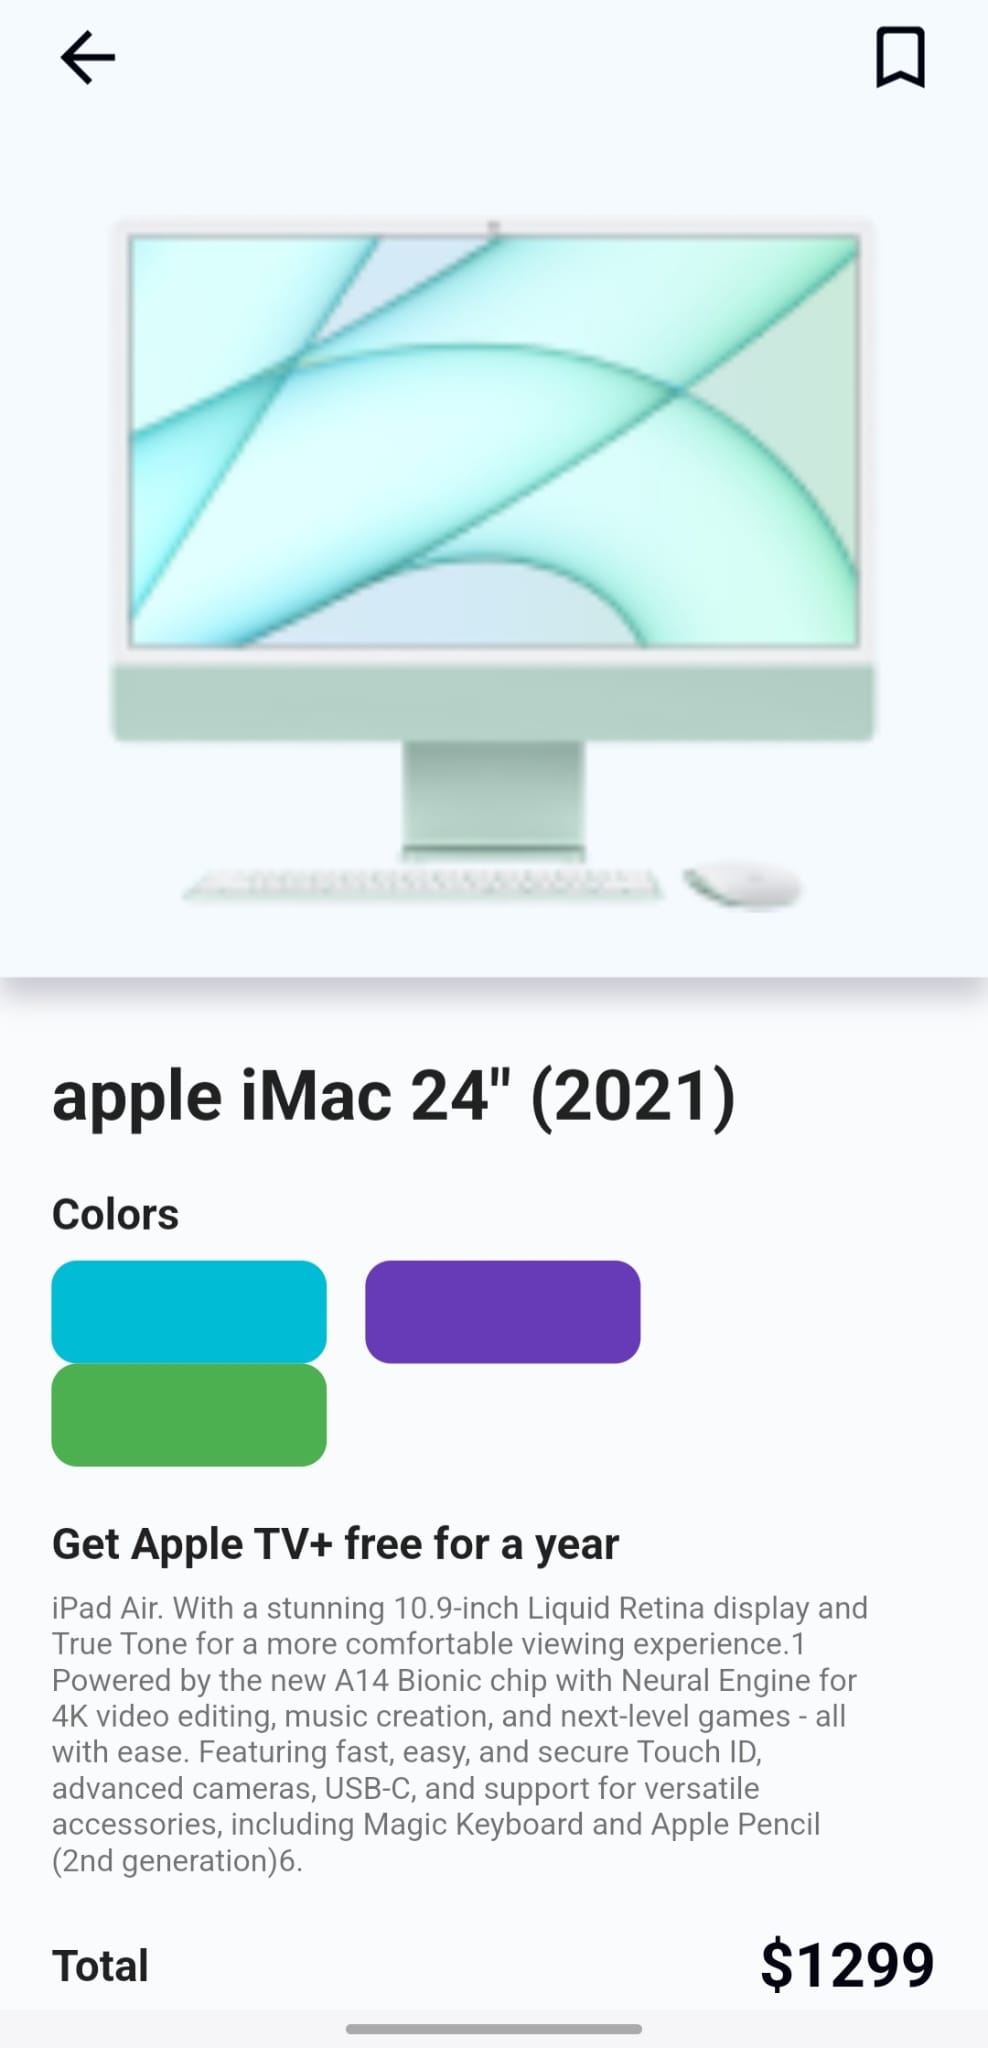 apple iMac 24" (2021)
Colors
Get Apple TV+ free for a year
iPad Air. With a stunning 10.9-inch Liquid Retina display and
True Tone for a more comfortable viewing experience.1
Powered by the new A14 Bionic chip with Neural Engine for
4K video editing, music creation, and next-level games - all
with ease. Featuring fast, easy, and secure Touch ID,
advanced cameras, USB-C, and support for versatile
accessories, including Magic Keyboard and Apple Pencil
(2nd generation)6.
Total
$1299